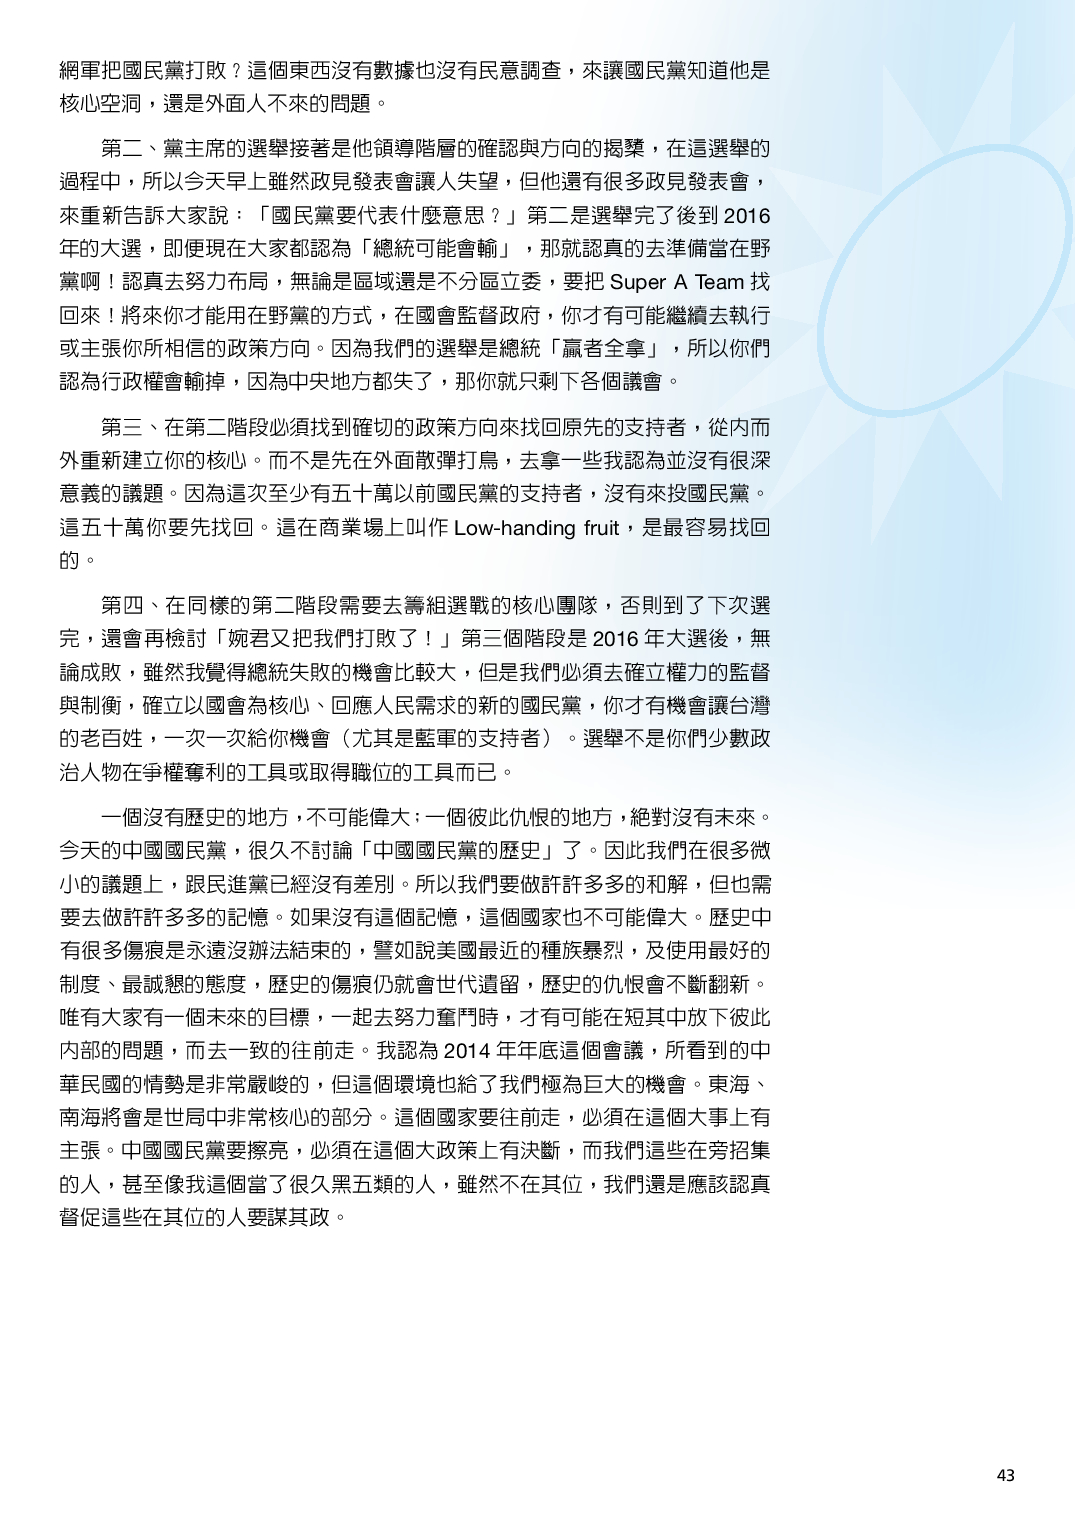 網軍把國民黨打敗？這個東西沒有數據也沒有民意調查，來讓國民黨知道他是
核心空洞，還是外面人不來的問題。
第二、黨主席的選舉接著是他領導階層的確認與方向的揭櫫，在這選舉的
過程中，所以今天早上雖然政見發表會讓人失望，但他還有很多政見發表會，
來重新告訴大家說：「國民黨要代表什麼意思？」第二是選舉完了後到 2016
年的大選，即便現在大家都認為「總統可能會輸」，那就認真的去準備當在野
黨啊！認真去努力布局，無論是區域還是不分區立委，要把 Super A Team 找
回來！將來你才能用在野黨的方式，在國會監督政府，你才有可能繼續去執行
或主張你所相信的政策方向。因為我們的選舉是總統「贏者全拿」，所以你們
認為行政權會輸掉，因為中央地方都失了，那你就只剩下各個議會。
第三、在第二階段必須找到確切的政策方向來找回原先的支持者，從內而
外重新建立你的核心。而不是先在外面散彈打鳥，去拿一些我認為並沒有很深
意義的議題。因為這次至少有五十萬以前國民黨的支持者，沒有來投國民黨。
這五十萬你要先找回。這在商業場上叫作 Low-handing fruit，是最容易找回
的。
第四、在同樣的第二階段需要去籌組選戰的核心團隊，否則到了下次選
完，還會再檢討「婉君又把我們打敗了！」第三個階段是 2016 年大選後，無
論成敗，雖然我覺得總統失敗的機會比較大，但是我們必須去確立權力的監督
與制衡，確立以國會為核心、回應人民需求的新的國民黨，你才有機會讓台灣
的老百姓，一次一次給你機會（尤其是藍軍的支持者）。選舉不是你們少數政
治人物在爭權奪利的工具或取得職位的工具而已。
一個沒有歷史的地方，不可能偉大；一個彼此仇恨的地方，絕對沒有未來。
今天的中國國民黨，很久不討論「中國國民黨的歷史」了。因此我們在很多微
小的議題上，跟民進黨已經沒有差別。所以我們要做許許多多的和解，但也需
要去做許許多多的記憶。如果沒有這個記憶，這個國家也不可能偉大。歷史中
有很多傷痕是永遠沒辦法結束的，譬如說美國最近的種族暴烈，及使用最好的
制度、最誠懇的態度，歷史的傷痕仍就會世代遺留，歷史的仇恨會不斷翻新。
唯有大家有一個未來的目標，一起去努力奮鬥時，才有可能在短其中放下彼此
內部的問題，而去一致的往前走。我認為 2014 年年底這個會議，所看到的中
華民國的情勢是非常嚴峻的，但這個環境也給了我們極為巨大的機會。東海、
南海將會是世局中非常核心的部分。這個國家要往前走，必須在這個大事上有
主張。中國國民黨要擦亮，必須在這個大政策上有決斷，而我們這些在旁招集
的人，甚至像我這個當了很久黑五類的人，雖然不在其位，我們還是應該認真
督促這些在其位的人要謀其政。
43